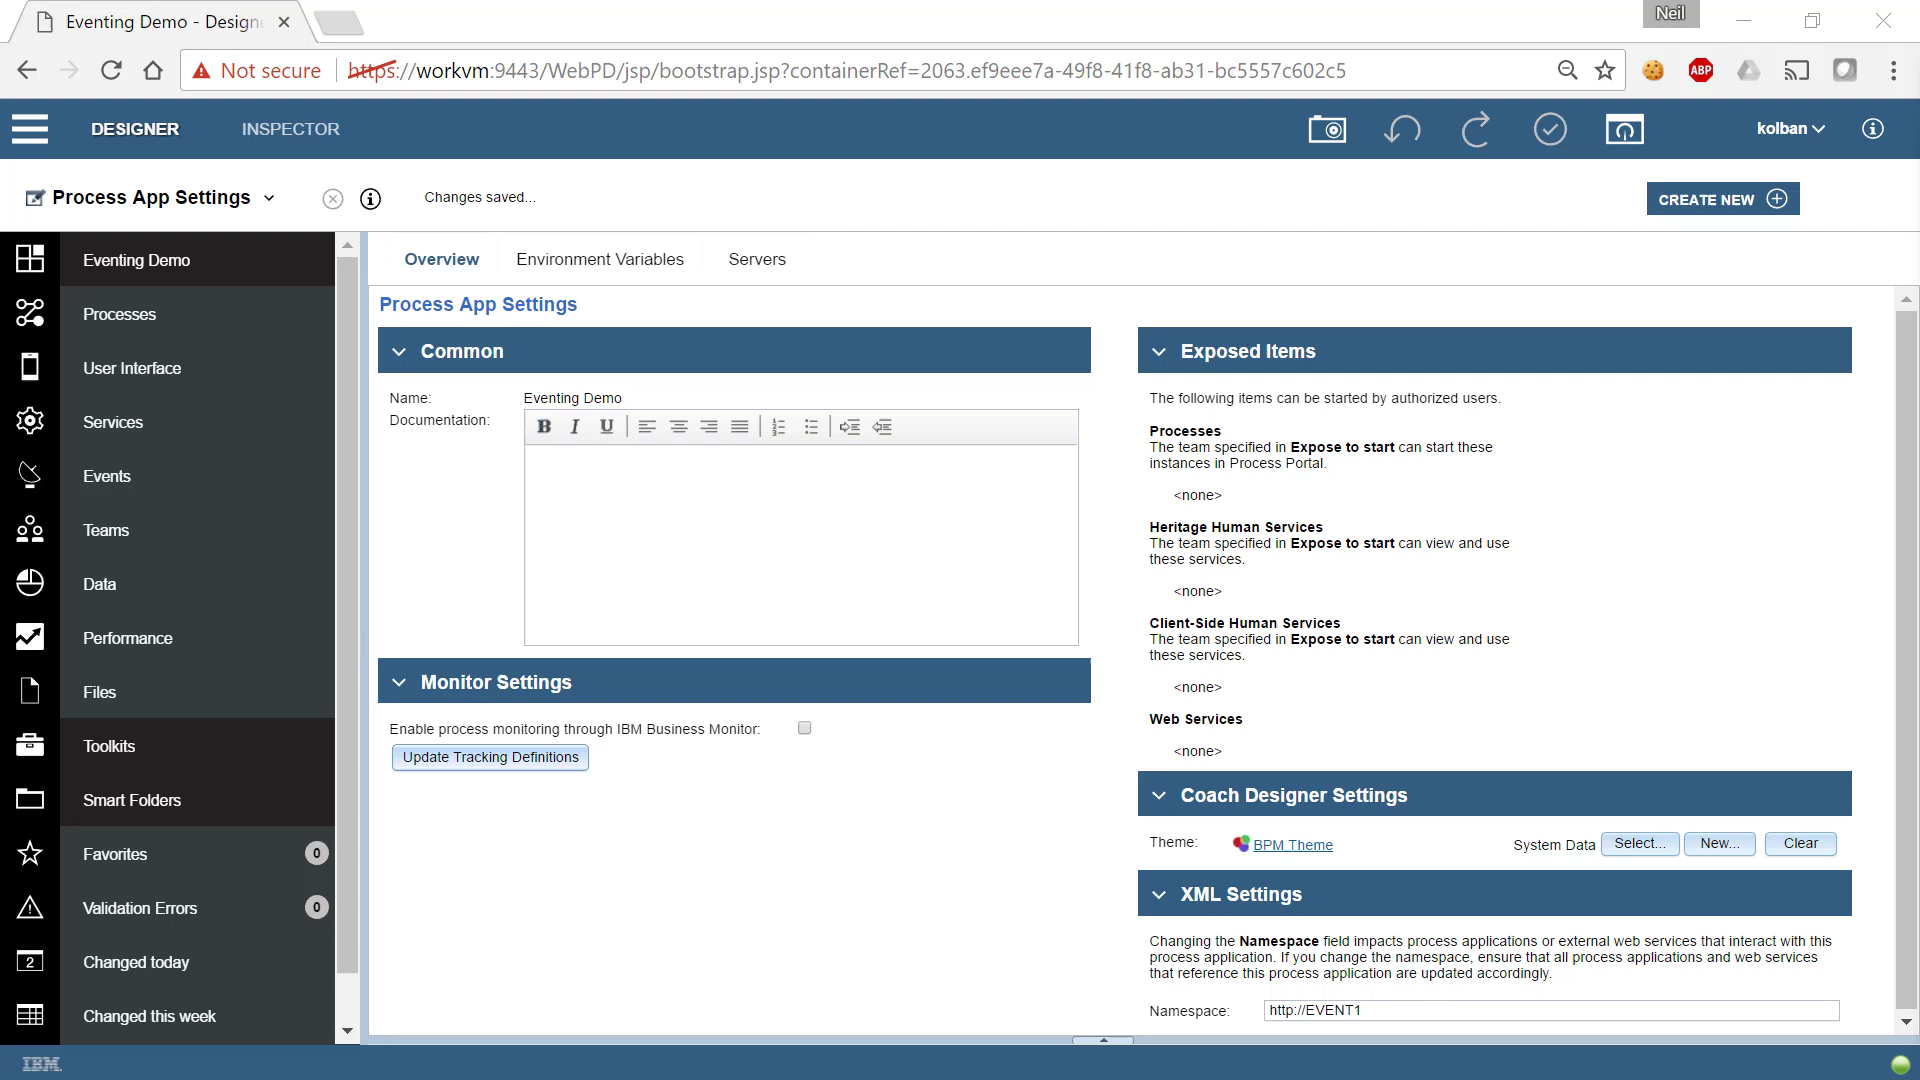 Eventing Demo - Design
Neil
Not secure
https://workvm:9443/WebPD/jsp/bootstrap.jsp?containerRef=2063.ef9eee7a-49f8-41f8-ab31-bc5557c602c5
ABP
DESIGNER
INSPECTOR
kolban
Process App Settings
Changes saved...
CREATE NEW
Eventing Demo
Processes
User Interface
Services
Events
Teams
Data
Performance
Files
Toolkits
Smart Folders
Favorites 0
Validation Errors 0
2
Changed today
Changed this week
Overview
Environment Variables
Servers
Process App Settings
Common
Name: Eventing Demo
Documentation:
B I U
Monitor Settings
Enable process monitoring through IBM Business Monitor:
Update Tracking Definitions
Exposed Items
The following items can be started by authorized users.
Processes
The team specified in Expose to start can start these
instances in Process Portal.
<none>
Heritage Human Services
The team specified in Expose to start can view and use
these services.
<none>
Client-Side Human Services
The team specified in Expose to start can view and use
these services.
<none>
Web Services
<none>
Coach Designer Settings
Theme: BPM Theme System Data Select... New... Clear
XML Settings
Changing the Namespace field impacts process applications or external web services that interact with this
process application. If you change the namespace, ensure that all process applications and web services
that reference this process application are updated accordingly.
Namespace: http://EVENT1
IBM